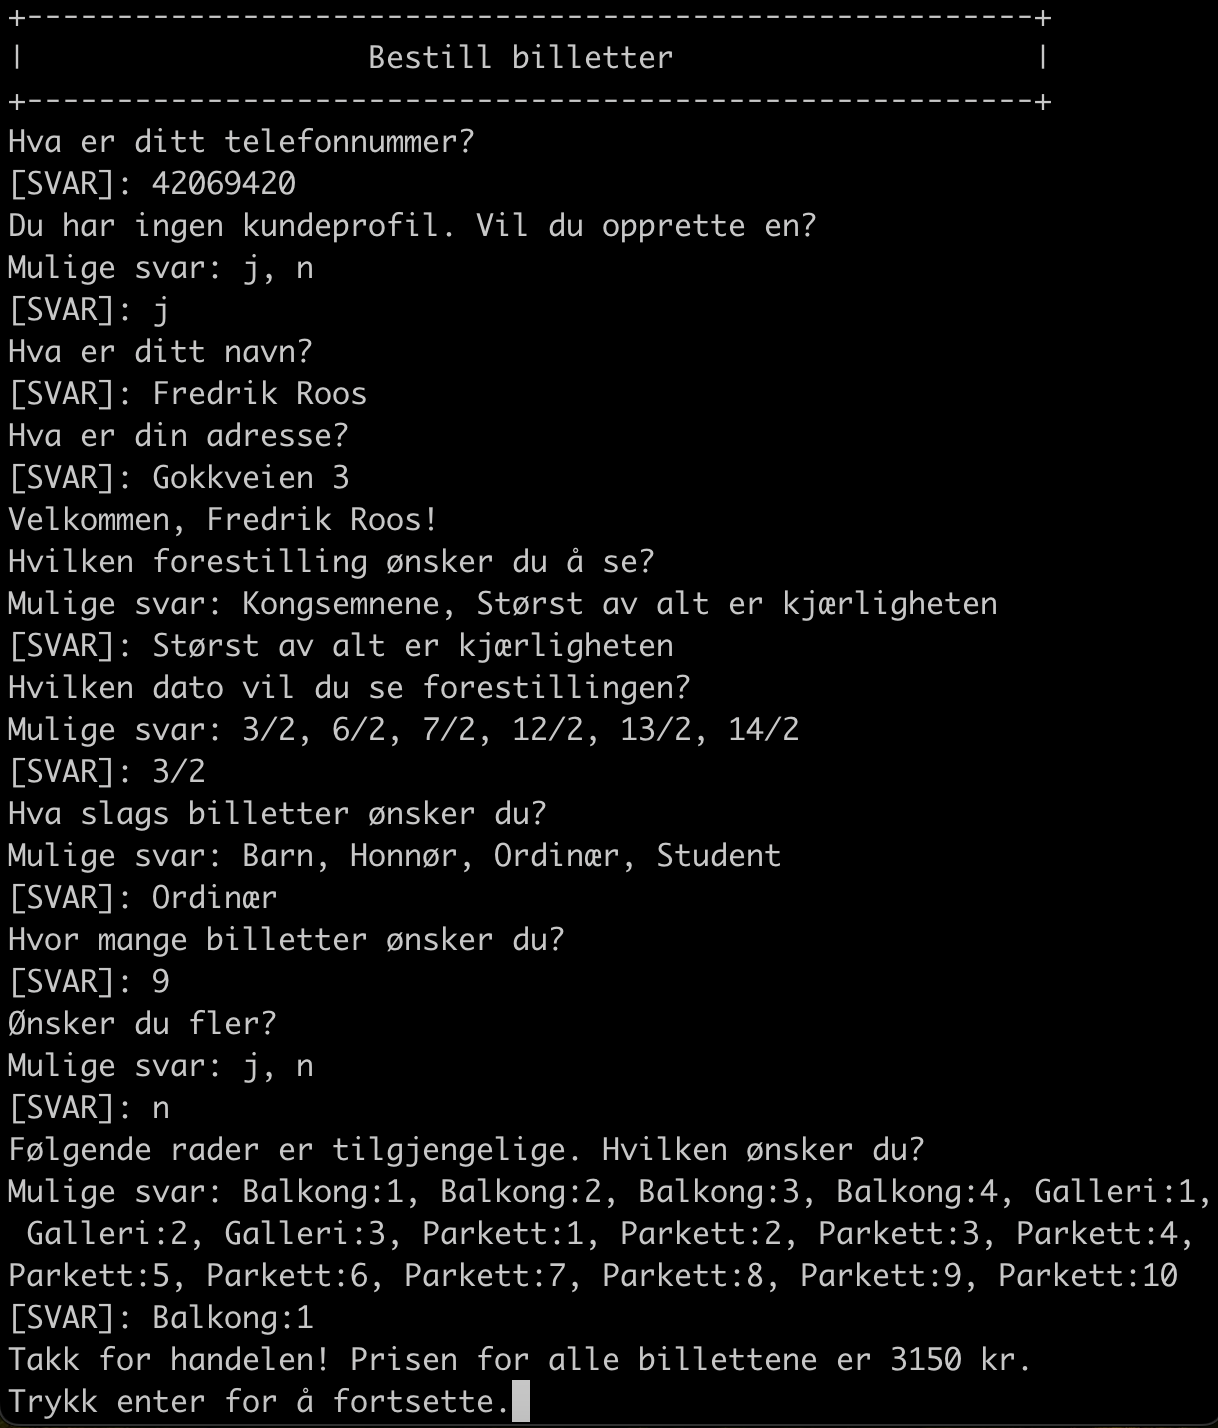 +--------------------------------------------------------+
|                    Bestill billetter                    |
+--------------------------------------------------------+
Hva er ditt telefonnummer?
[SVAR]: 42069420
Du har ingen kundeprofil. Vil du opprette en?
Mulige svar: j, n
[SVAR]: j
Hva er ditt navn?
[SVAR]: Fredrik Roos
Hva er din adresse?
[SVAR]: Gokkveien 3
Velkommen, Fredrik Roos!
Hvilken forestilling ønsker du å se?
Mulige svar: Kongsemnene, Størst av alt er kjærligheten
[SVAR]: Størst av alt er kjærligheten
Hvilken dato vil du se forestillingen?
Mulige svar: 3/2, 6/2, 7/2, 12/2, 13/2, 14/2
[SVAR]: 3/2
Hva slags billetter ønsker du?
Mulige svar: Barn, Honnør, Ordinær, Student
[SVAR]: Ordinær
Hvor mange billetter ønsker du?
[SVAR]: 9
Ønsker du fler?
Mulige svar: j, n
[SVAR]: n
Følgende rader er tilgjengelige. Hvilken ønsker du?
Mulige svar: Balkong:1, Balkong:2, Balkong:3, Balkong:4, Galleri:1,
 Galleri:2, Galleri:3, Parkett:1, Parkett:2, Parkett:3, Parkett:4,
Parkett:5, Parkett:6, Parkett:7, Parkett:8, Parkett:9, Parkett:10
[SVAR]: Balkong:1
Takk for handelen! Prisen for alle billettene er 3150 kr.
Trykk enter for å fortsette.